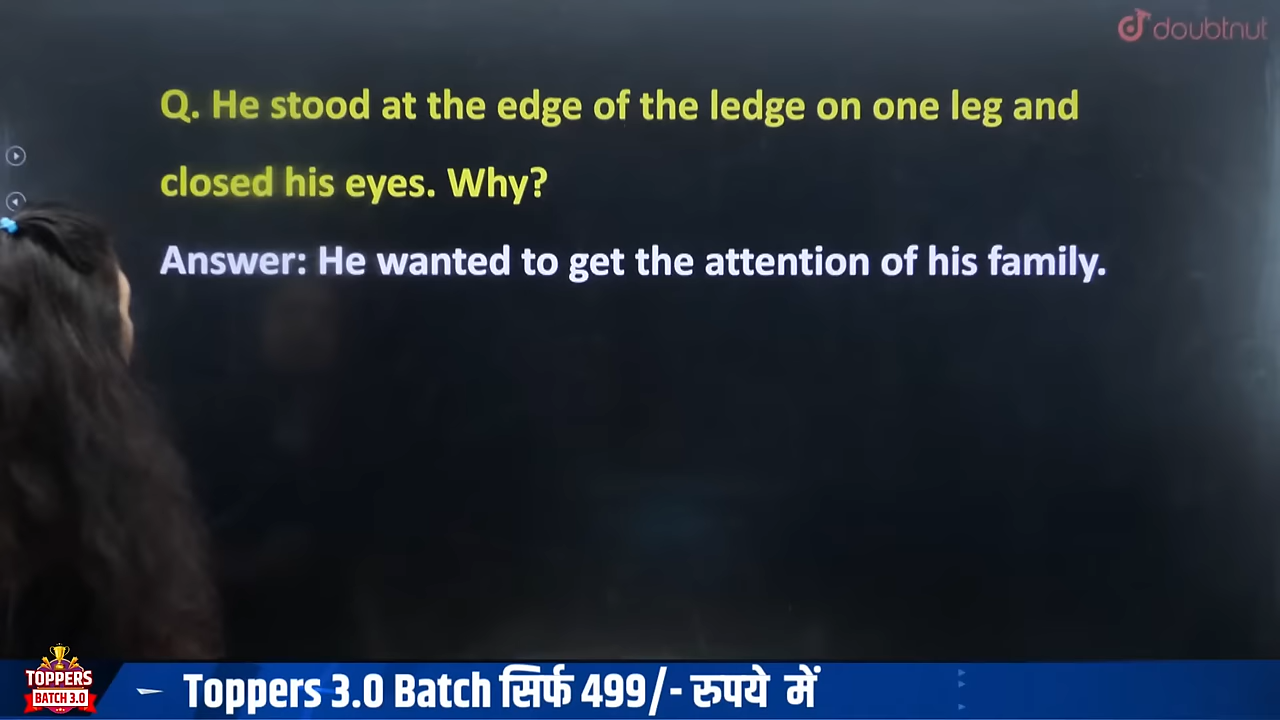 doubtnut
Q. He stood at the edge of the ledge on one leg and
closed his eyes. Why?
Answer: He wanted to get the attention of his family.
TOPPERS
BATCH 3.0
Toppers 3.0 Batch सिर्फ 499/- रुपये में